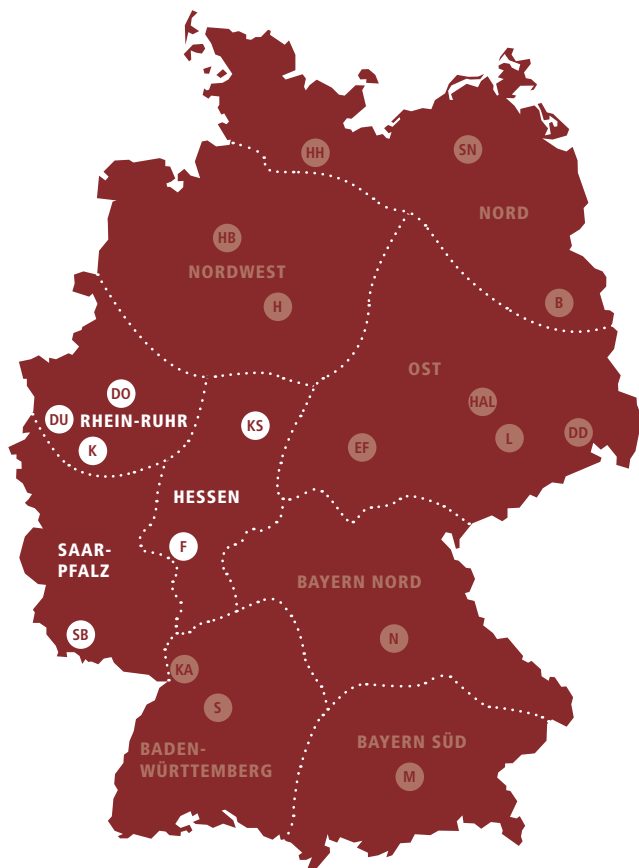 HH
SN
NORD
HB
NORDWEST
H
B
OST
DO
HAL
DU
RHEIN-RUHR
KS
DD
L
K
EF
HESSEN
F
SAAR-
PFALZ
BAYERN NORD
SB
N
KA
S
BADEN-
WÜRTTEMBERG
BAYERN SÜD
M